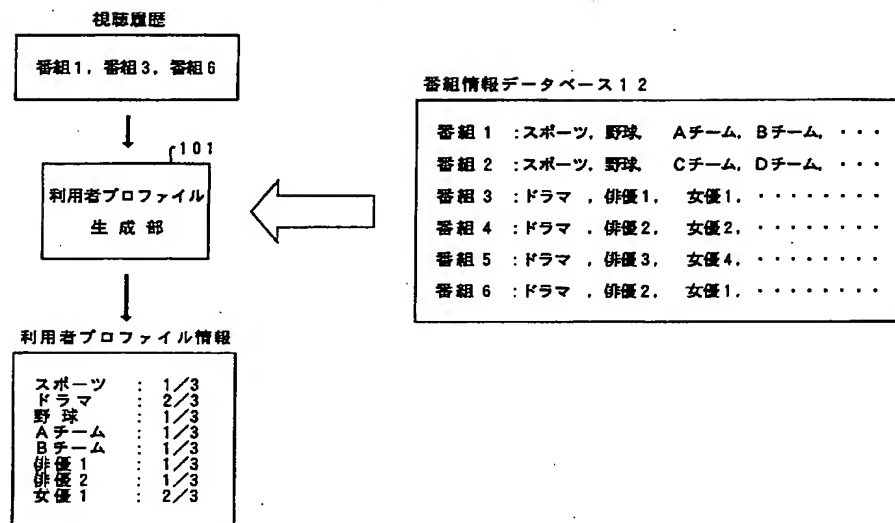 視聴履歴
番組1, 番組3, 番組6
101
利用者プロファイル
生成部
利用者プロファイル情報
スポーツ : 1/3
ドラマ : 2/3
野球 : 1/3
Aチーム : 1/3
Bチーム : 1/3
俳優1 : 1/3
俳優2 : 1/3
女優1 : 2/3
番組情報データベース12
番組1 :スポーツ, 野球, Aチーム, Bチーム, ・・・
番組2 :スポーツ, 野球, Cチーム, Dチーム, ・・・
番組3 :ドラマ , 俳優1, 女優1, ・・・・・・・・
番組4 :ドラマ , 俳優2, 女優2, ・・・・・・・・
番組5 :ドラマ , 俳優3, 女優4, ・・・・・・・・
番組6 :ドラマ , 俳優2, 女優1, ・・・・・・・・